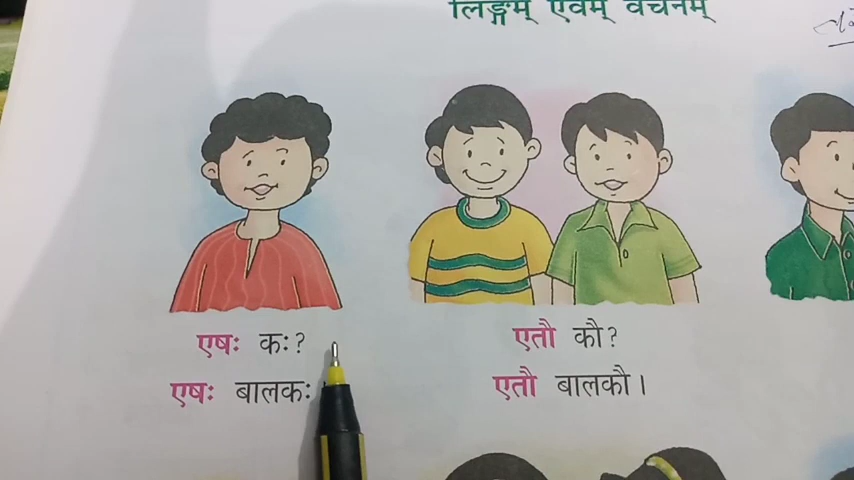 लिङ्गम् एवम् वचनम्
एषः कः?
एषः बालकः
एतौ कौ?
एतौ बालकौ।